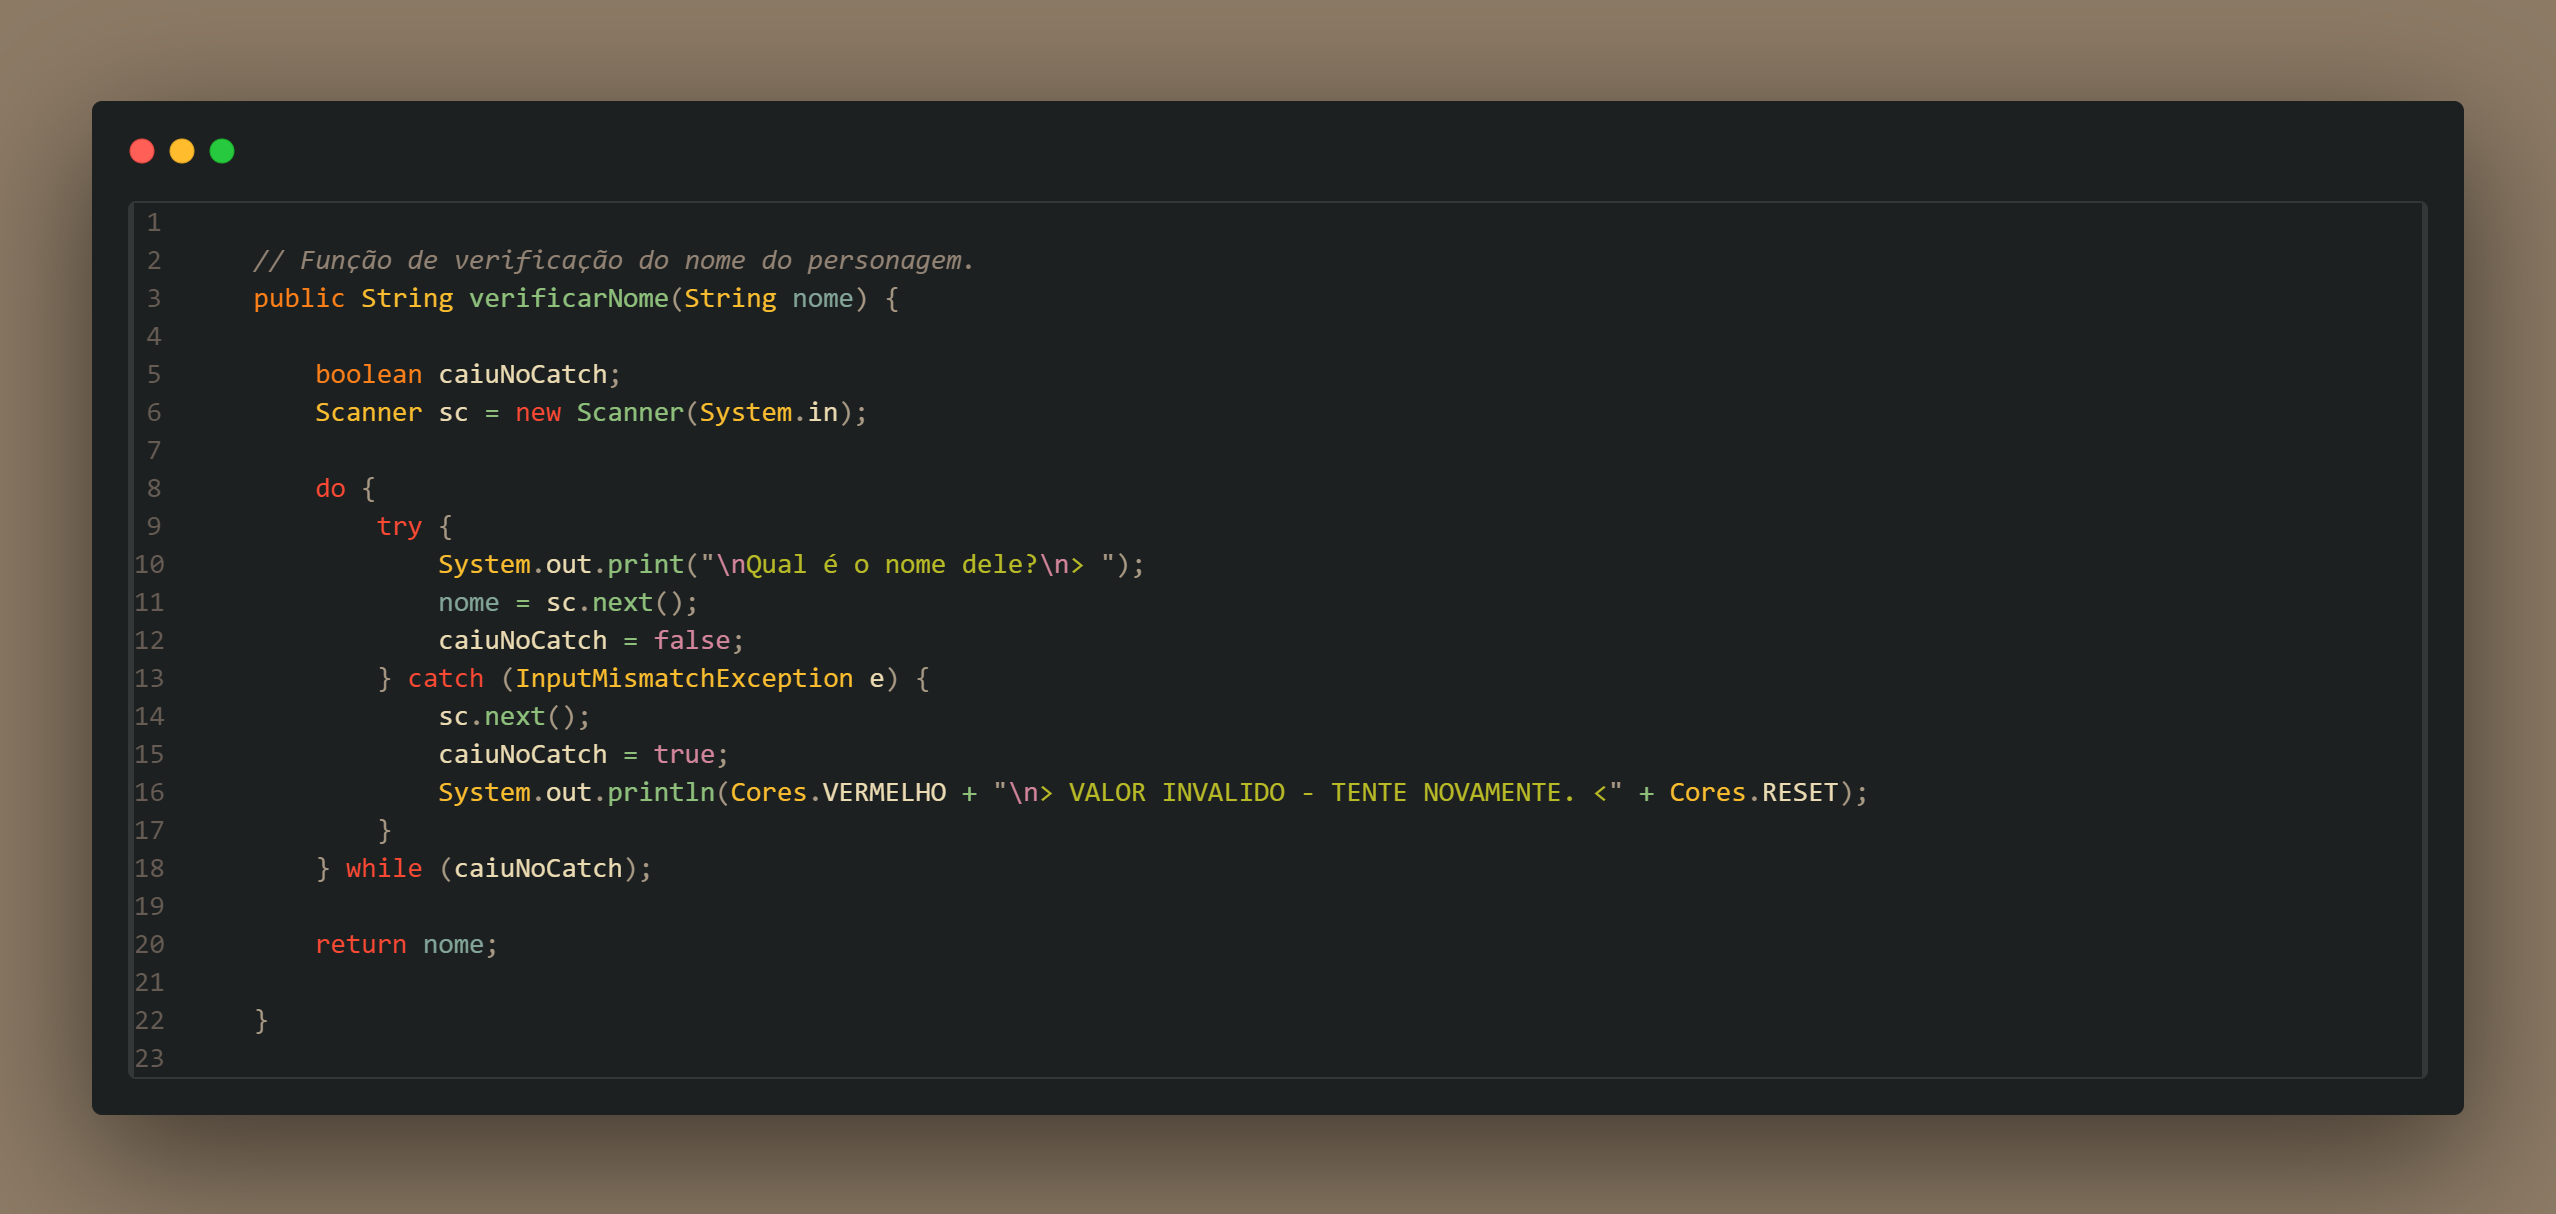 1
2 // Função de verificação do nome do personagem.
3 public String verificarNome(String nome) {
4
5 boolean caiuNoCatch;
6 Scanner sc = new Scanner(System.in);
7
8 do {
9 try {
10 System.out.print("\nQual é o nome dele?\n> ");
11 nome = sc.next();
12 caiuNoCatch = false;
13 } catch (InputMismatchException e) {
14 sc.next();
15 caiuNoCatch = true;
16 System.out.println(Cores.VERMELHO + "\n> VALOR INVALIDO - TENTE NOVAMENTE. <" + Cores.RESET);
17 }
18 } while (caiuNoCatch);
19
20 return nome;
21
22 }
23